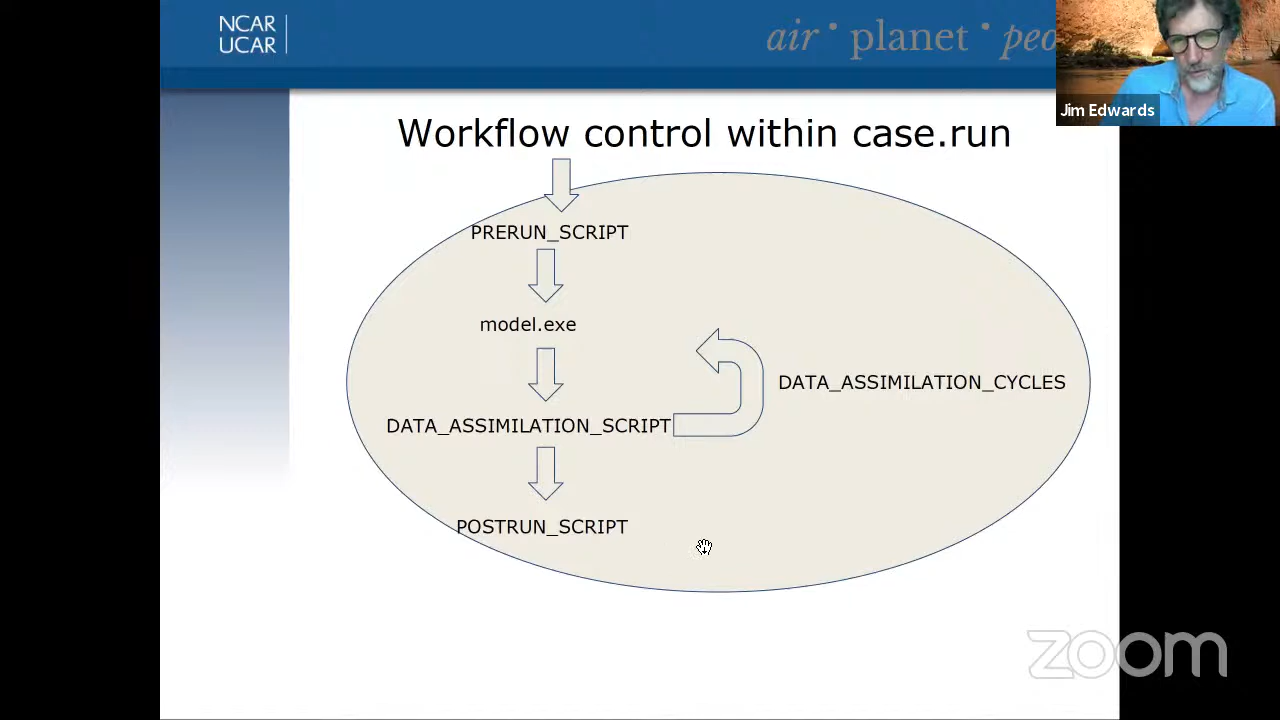 NCAR
UCAR
air • planet • peo
Jim Edwards
Workflow control within case.run
PRERUN_SCRIPT
model.exe
DATA_ASSIMILATION_CYCLES
DATA_ASSIMILATION_SCRIPT
POSTRUN_SCRIPT
zoom